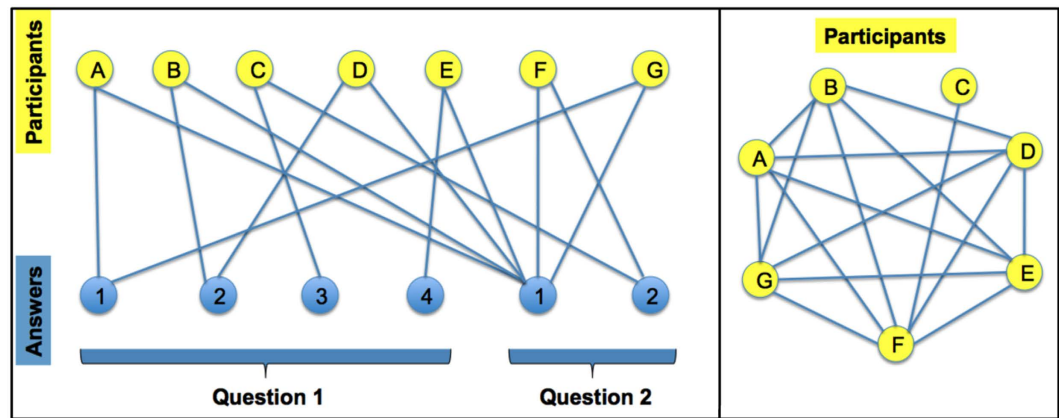 Participants
A B C D E F G
Answers
1 2 3 4 1 2
Question 1 Question 2
Participants
B C
A D
G E
F